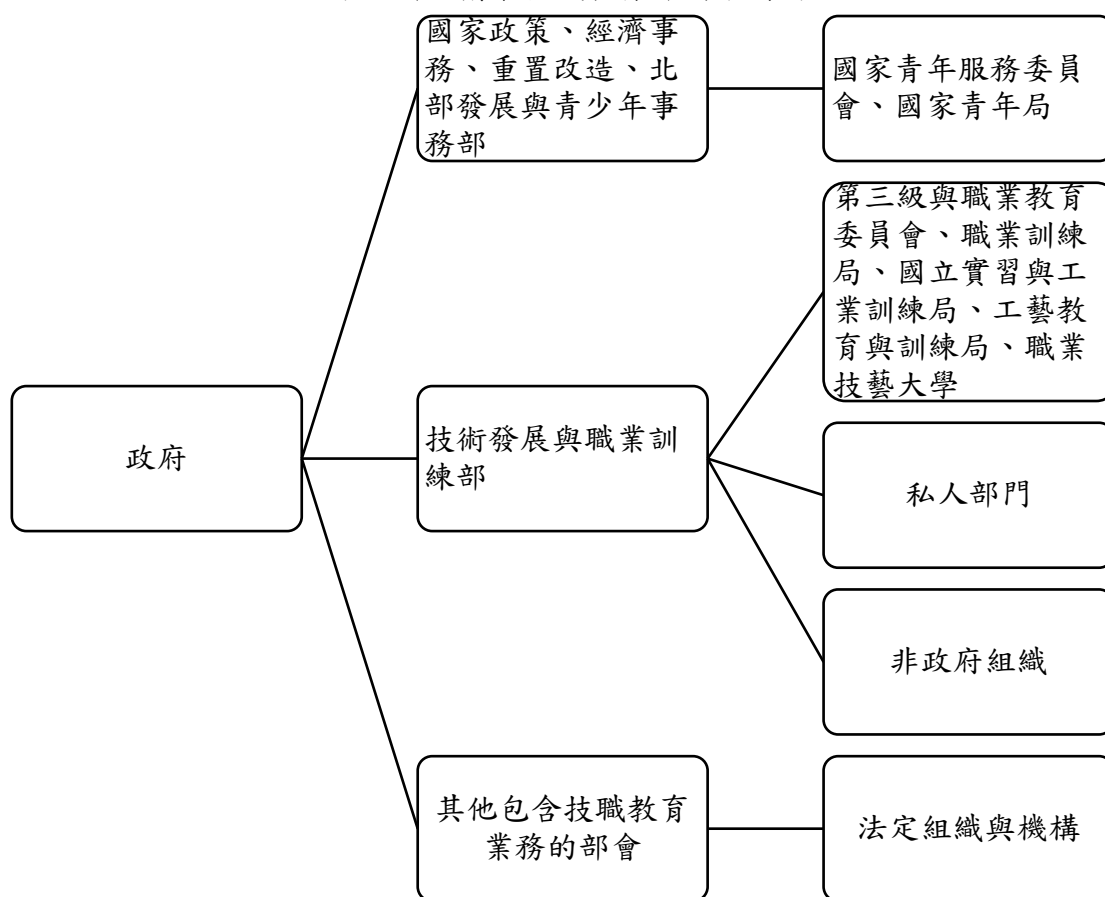 國家政策、經濟事
務、重置改造、北
部發展與青少年事
務部
國家青年服務委員
會、國家青年局
第三級與職業教育
委員會、職業訓練
局、國立實習與工
業訓練局、工藝教
育與訓練局、職業
技藝大學
政府
技術發展與職業訓
練部
私人部門
非政府組織
其他包含技職教育
業務的部會
法定組織與機構